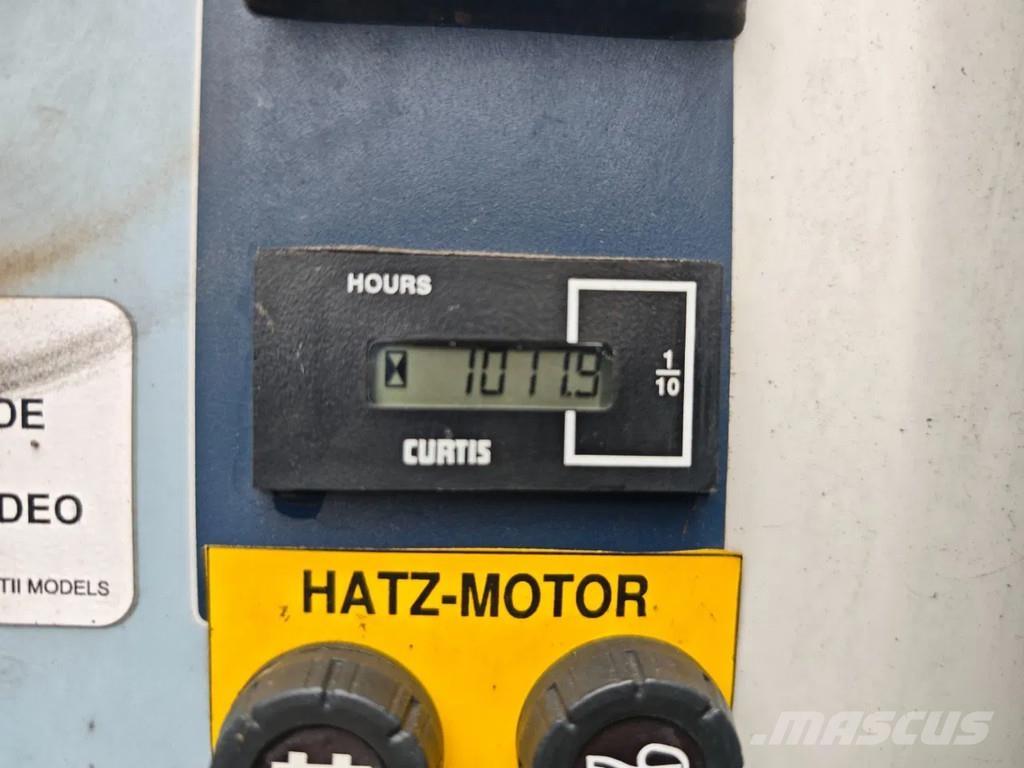 HOURS
1011.9
1/10
CURTIS
DE
DEO
TII MODELS
HATZ-MOTOR
MASCUS